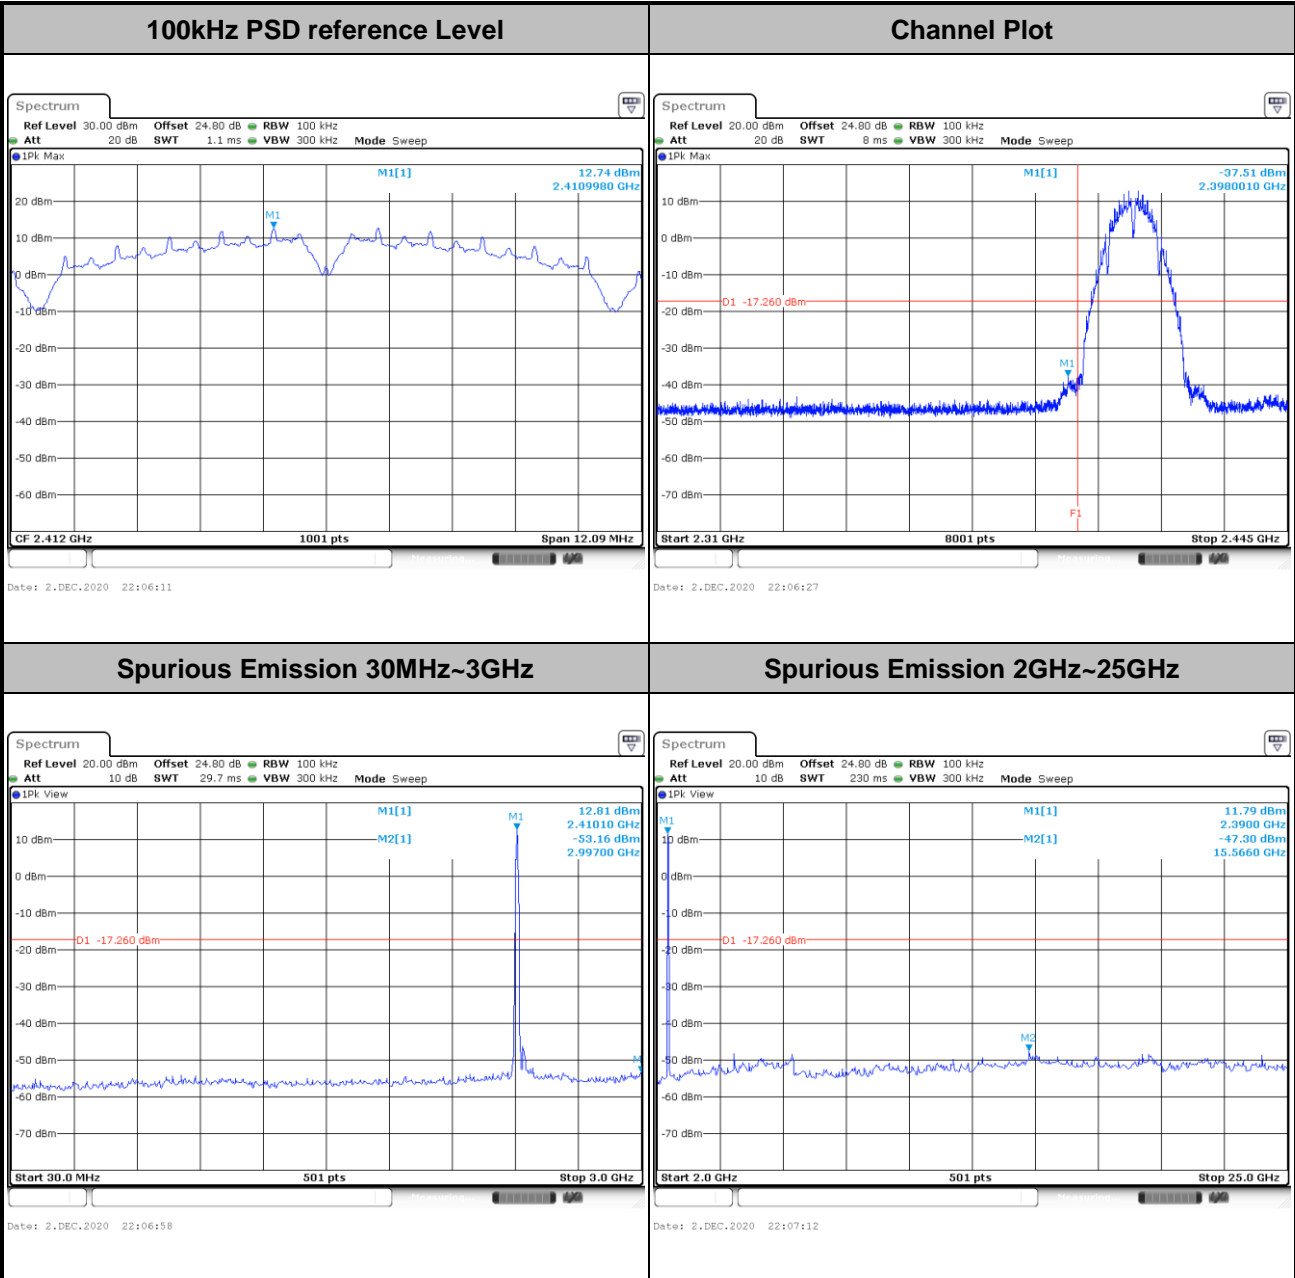 100kHz PSD reference Level
Channel Plot
Spectrum
Ref Level 30.00 dBm Offset 24.80 dB RBW 100 kHz
Att 20 dB SWT 1.1 ms VBW 300 kHz Mode Sweep
1Pk Max
M1[1] 12.74 dBm
2.4109980 GHz
20 dBm
M1
10 dBm
0 dBm
-10 dBm
-20 dBm
-30 dBm
-40 dBm
-50 dBm
-60 dBm
CF 2.412 GHz 1001 pts Span 12.09 MHz
Date: 2.DEC.2020 22:06:11
Spectrum
Ref Level 20.00 dBm Offset 24.80 dB RBW 100 kHz
Att 20 dB SWT 8 ms VBW 300 kHz Mode Sweep
1Pk Max
M1[1] -37.51 dBm
2.3980010 GHz
10 dBm
0 dBm
-10 dBm
D1 -17.260 dBm
-20 dBm
-30 dBm
M1
-40 dBm
-50 dBm
-60 dBm
-70 dBm
F1
Start 2.31 GHz 8001 pts Stop 2.445 GHz
Date: 2.DEC.2020 22:06:27
Spurious Emission 30MHz~3GHz
Spurious Emission 2GHz~25GHz
Spectrum
Ref Level 20.00 dBm Offset 24.80 dB RBW 100 kHz
Att 10 dB SWT 29.7 ms VBW 300 kHz Mode Sweep
1Pk View
M1[1] 12.81 dBm
M1
2.41010 GHz
10 dBm
M2[1] -53.16 dBm
2.99700 GHz
0 dBm
-10 dBm
D1 -17.260 dBm
-20 dBm
-30 dBm
-40 dBm
-50 dBm
M
-60 dBm
-70 dBm
Start 30.0 MHz 501 pts Stop 3.0 GHz
Date: 2.DEC.2020 22:06:58
Spectrum
Ref Level 20.00 dBm Offset 24.80 dB RBW 100 kHz
Att 10 dB SWT 230 ms VBW 300 kHz Mode Sweep
1Pk View
M1[1] 11.79 dBm
M1
2.3900 GHz
10 dBm
M2[1] -47.30 dBm
15.5660 GHz
0 dBm
-10 dBm
D1 -17.260 dBm
-20 dBm
-30 dBm
-40 dBm
M2
-50 dBm
-60 dBm
-70 dBm
Start 2.0 GHz 501 pts Stop 25.0 GHz
Date: 2.DEC.2020 22:07:12